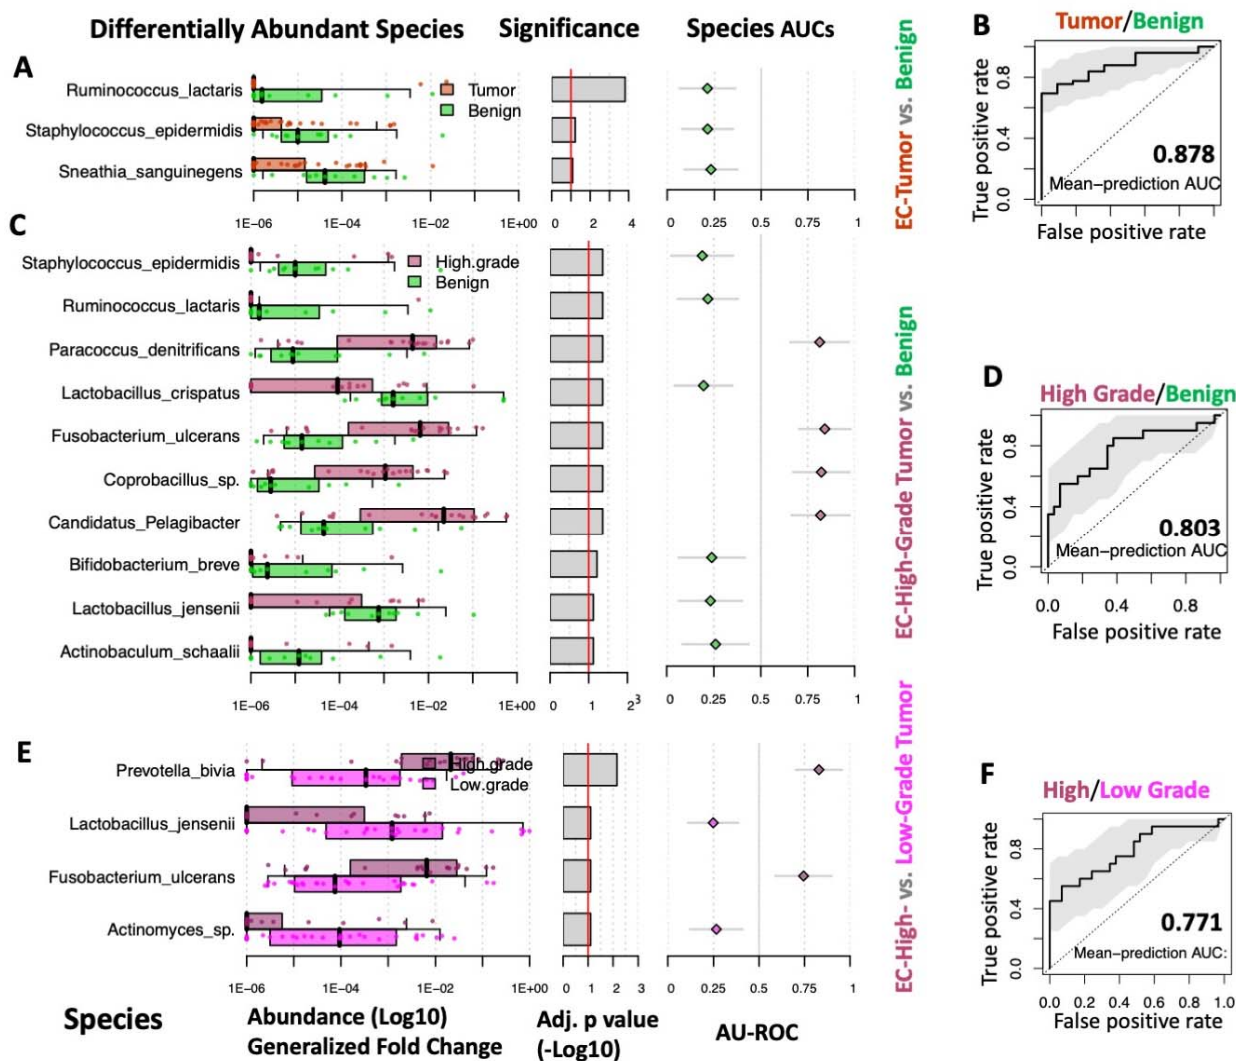 Differentially Abundant Species
Significance
Species AUCs
A
Ruminococcus_lactaris
Staphylococcus_epidermidis
Sneathia_sanguinegens
Tumor
Benign
1E-06 1E-04 1E-02 1E+00
0 2 4
0 0.25 0.5 0.75 1
EC-Tumor vs. Benign
B
Tumor/Benign
True positive rate
0.0 0.4 0.8
0.878
Mean-prediction AUC
False positive rate
C
Staphylococcus_epidermidis
Ruminococcus_lactaris
Paracoccus_denitrificans
Lactobacillus_crispatus
Fusobacterium_ulcerans
Coprobacillus_sp.
Candidatus_Pelagibacter
Bifidobacterium_breve
Lactobacillus_jensenii
Actinobaculum_schaalii
High.grade
Benign
1E-06 1E-04 1E-02 1E+00
0 1 2 3
0 0.25 0.5 0.75 1
EC-High-Grade Tumor vs. Benign
D
High Grade/Benign
True positive rate
0.0 0.4 0.8
0.803
Mean-prediction AUC
0.0 0.4 0.8
False positive rate
E
Prevotella_bivia
Lactobacillus_jensenii
Fusobacterium_ulcerans
Actinomyces_sp.
High.grade
Low.grade
1E-06 1E-04 1E-02 1E+00
0 1 2 3
0 0.25 0.5 0.75 1
EC-High- vs. Low-Grade Tumor
F
High/Low Grade
True positive rate
0.0 0.4 0.8
0.771
Mean-prediction AUC:
0.0 0.2 0.4 0.6 0.8 1.0
False positive rate
Species
Abundance (Log10)
Generalized Fold Change
Adj. p value
(-Log10)
AU-ROC